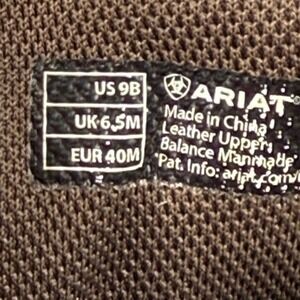 US 9B
UK 6,5M
EUR 40M
ARIAT
Made in China
Leather Upper,
Balance Manmade
*Pat. Info: ariat.com/